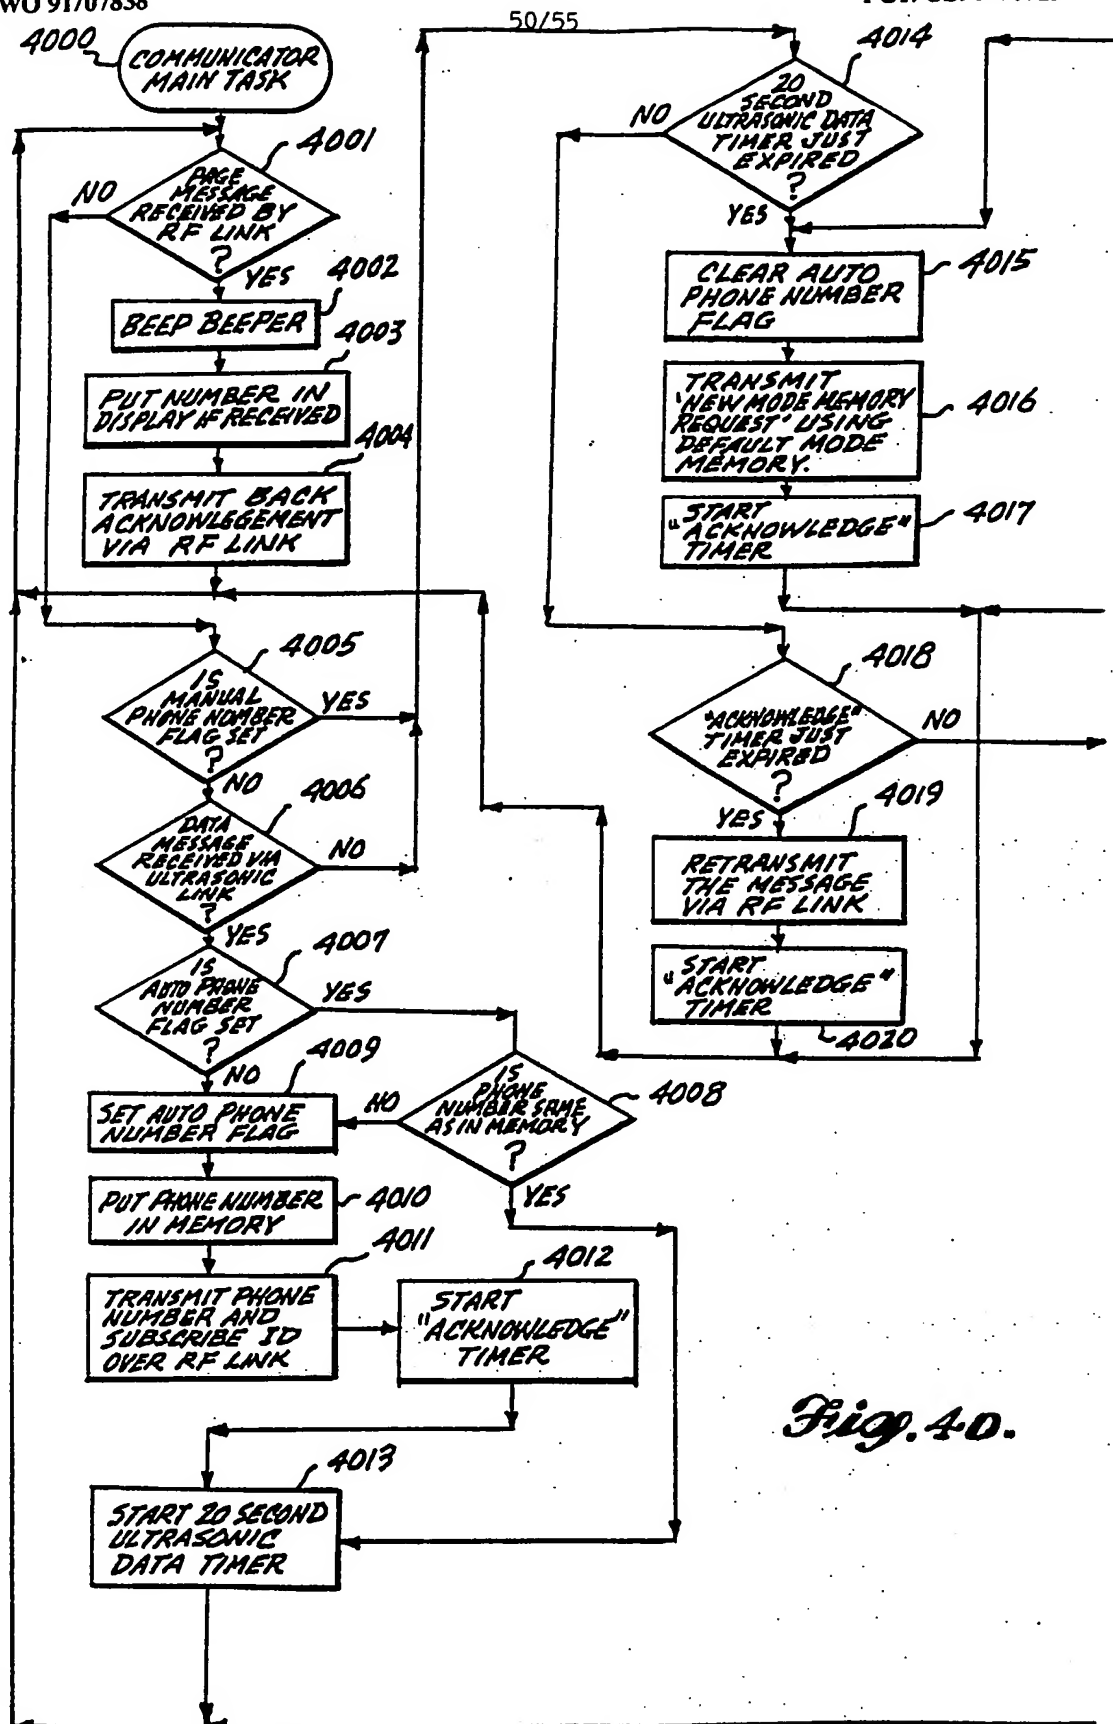 WO 91/07838
50/55
4000
COMMUNICATOR
MAIN TASK
4001
PAGE
MESSAGE
RECEIVED BY
RF LINK
?
NO
YES
4002
BEEP BEEPER
4003
PUT NUMBER IN
DISPLAY IF RECEIVED
4004
TRANSMIT BACK
ACKNOWLEGEMENT
VIA RF LINK
4005
IS
MANUAL
PHONE NUMBER
FLAG SET
?
YES
NO
4006
DATA
MESSAGE
RECEIVED VIA
ULTRASONIC
LINK
?
NO
YES
4007
IS
AUTO PHONE
NUMBER
FLAG SET
?
YES
NO
4008
IS
PHONE
NUMBER SAME
AS IN MEMORY
?
NO
YES
4009
SET AUTO PHONE
NUMBER FLAG
PUT PHONE NUMBER
IN MEMORY
4010
4011
TRANSMIT PHONE
NUMBER AND
SUBSCRIBE ID
OVER RF LINK
4012
START
"ACKNOWLEDGE"
TIMER
4013
START 20 SECOND
ULTRASONIC
DATA TIMER
4014
20
SECOND
ULTRASONIC DATA
TIMER JUST
EXPIRED
?
NO
YES
CLEAR AUTO
PHONE NUMBER
FLAG
4015
TRANSMIT
'NEW MODE MEMORY
REQUEST' USING
DEFAULT MODE
MEMORY.
4016
"START
ACKNOWLEDGE"
TIMER
4017
4018
"ACKNOWLEDGE"
TIMER JUST
EXPIRED
?
NO
YES
4019
RETRANSMIT
THE MESSAGE
VIA RF LINK
"START
"ACKNOWLEDGE"
TIMER
4020
Fig. 4D.